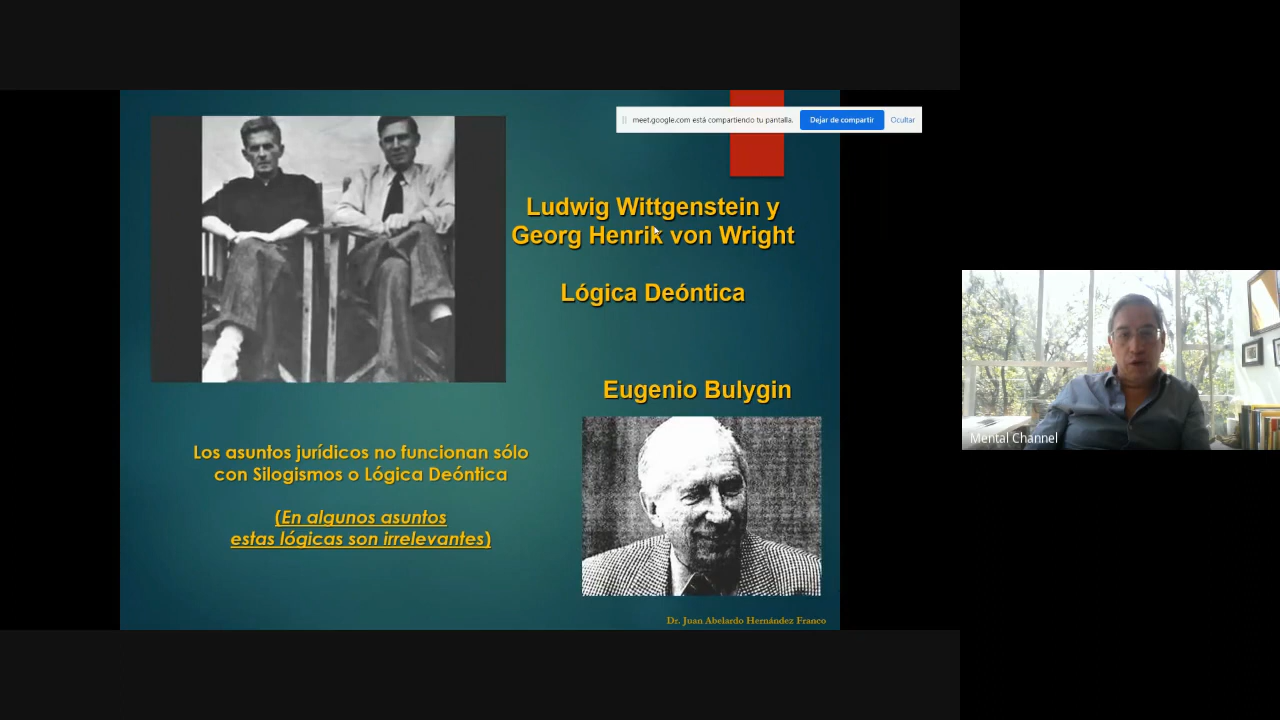 meet.google.com está compartiendo tu pantalla.
Dejar de compartir
Ocultar
Ludwig Wittgenstein y
Georg Henrik von Wright
Lógica Deóntica
Eugenio Bulygin
Los asuntos jurídicos no funcionan sólo
con Silogismos o Lógica Deóntica
(En algunos asuntos
estas lógicas son irrelevantes)
Dr. Juan Abelardo Hernández Franco
Mental Channel